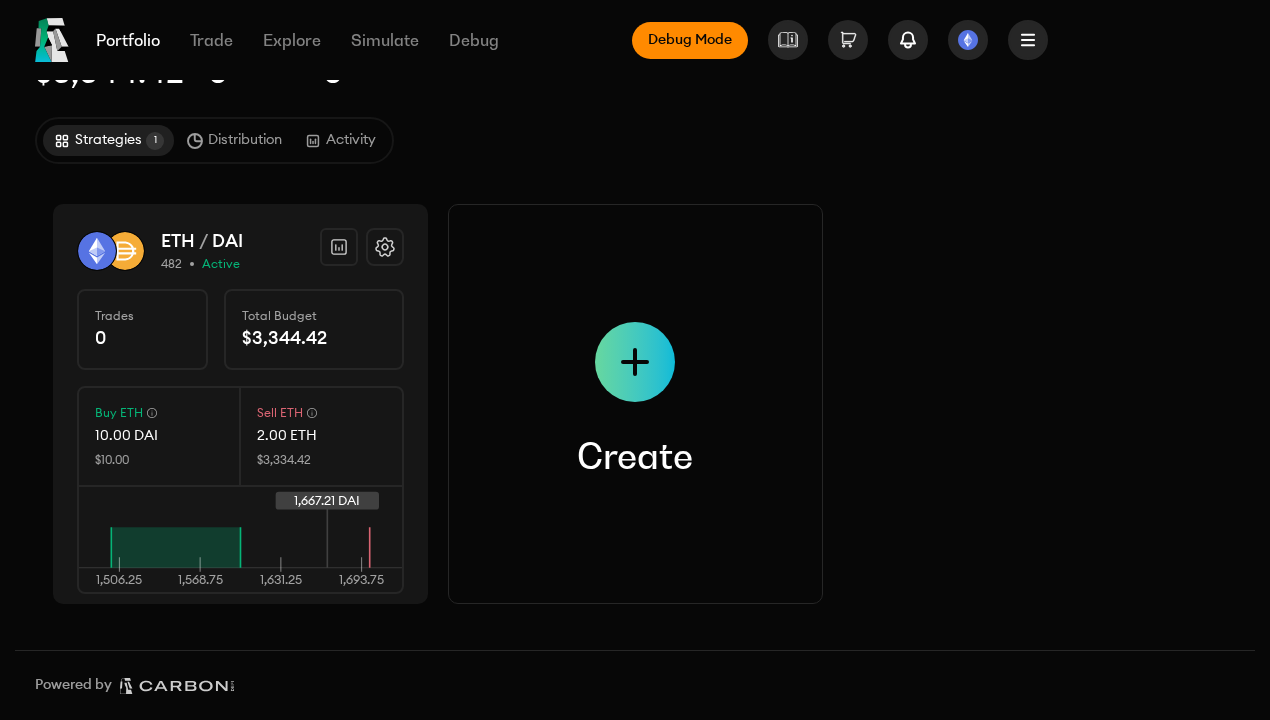 Portfolio Trade Explore Simulate Debug Debug Mode
Strategies 1 Distribution Activity
ETH / DAI
482 • Active
Trades Total Budget
0 $3,344.42
Buy ETH Sell ETH
10.00 DAI 2.00 ETH
$10.00 $3,334.42
1,667.21 DAI
1,506.25 1,568.75 1,631.25 1,693.75
Create
Powered by CARBON